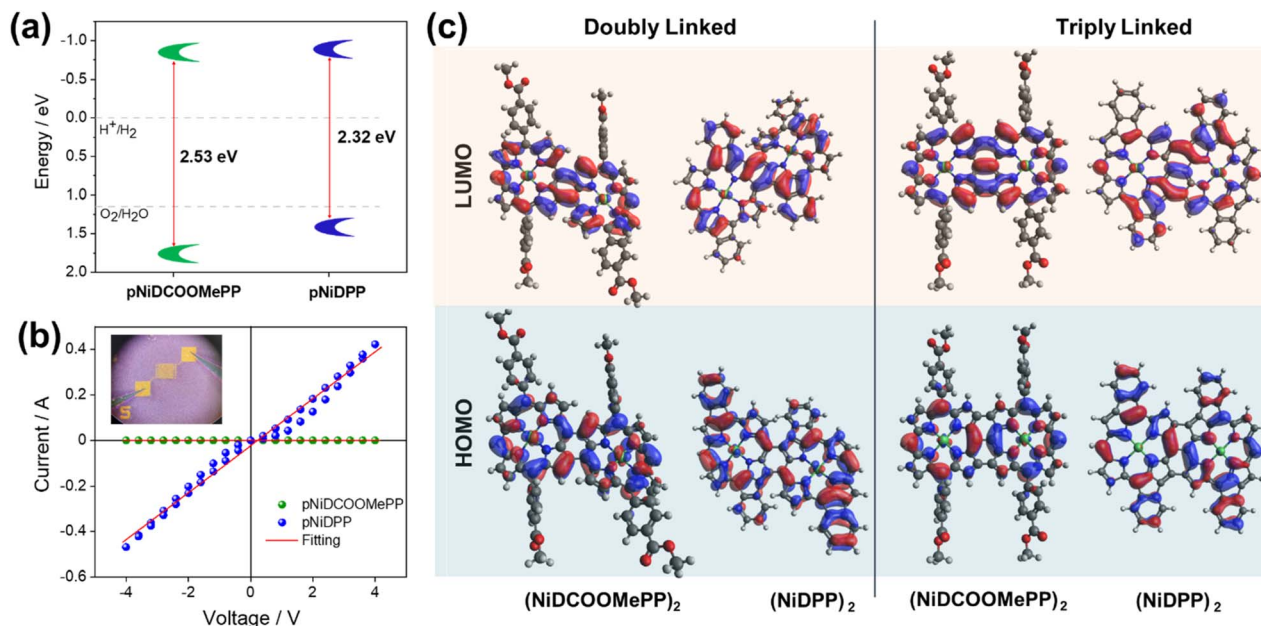 (a)
-1.0
-0.5
0.0
0.5
1.0
1.5
2.0
Energy / eV
H⁺/H₂
O₂/H₂O
2.53 eV
2.32 eV
pNiDCOOMePP
pNiDPP
(b)
0.4
0.2
0
-0.2
-0.4
-0.6
Current / A
S
pNiDCOOMePP
pNiDPP
Fitting
-4
-2
0
2
4
Voltage / V
(c)
Doubly Linked
Triply Linked
LUMO
HOMO
(NiDCOOMePP)₂
(NiDPP)₂
(NiDCOOMePP)₂
(NiDPP)₂